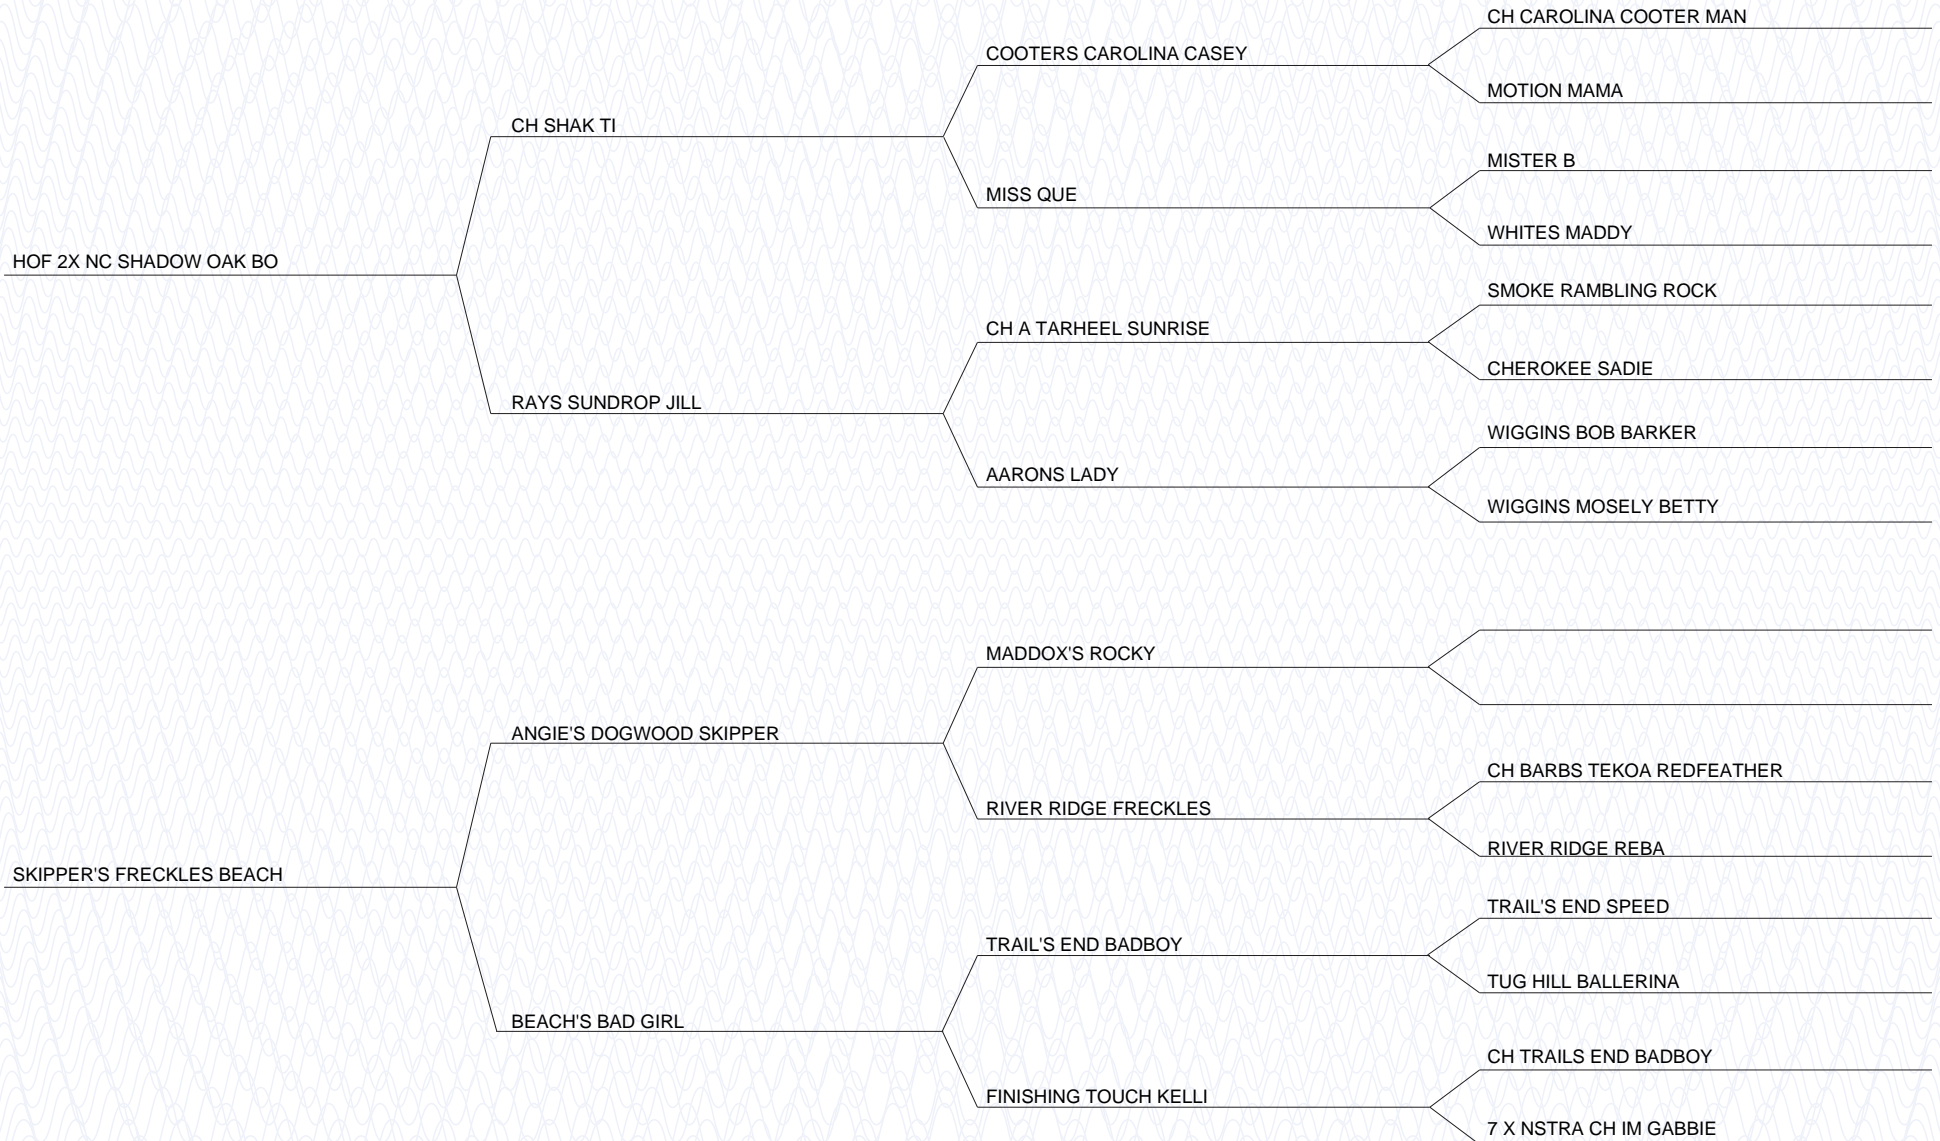 CH CAROLINA COOTER MAN
COOTERS CAROLINA CASEY
MOTION MAMA
CH SHAK TI
MISTER B
MISS QUE
WHITES MADDY
HOF 2X NC SHADOW OAK BO
SMOKE RAMBLING ROCK
CH A TARHEEL SUNRISE
CHEROKEE SADIE
RAYS SUNDROP JILL
WIGGINS BOB BARKER
AARONS LADY
WIGGINS MOSELY BETTY
MADDOX'S ROCKY
ANGIE'S DOGWOOD SKIPPER
CH BARBS TEKOA REDFEATHER
RIVER RIDGE FRECKLES
RIVER RIDGE REBA
SKIPPER'S FRECKLES BEACH
TRAIL'S END SPEED
TRAIL'S END BADBOY
TUG HILL BALLERINA
BEACH'S BAD GIRL
CH TRAILS END BADBOY
FINISHING TOUCH KELLI
7 X NSTRA CH IM GABBIE